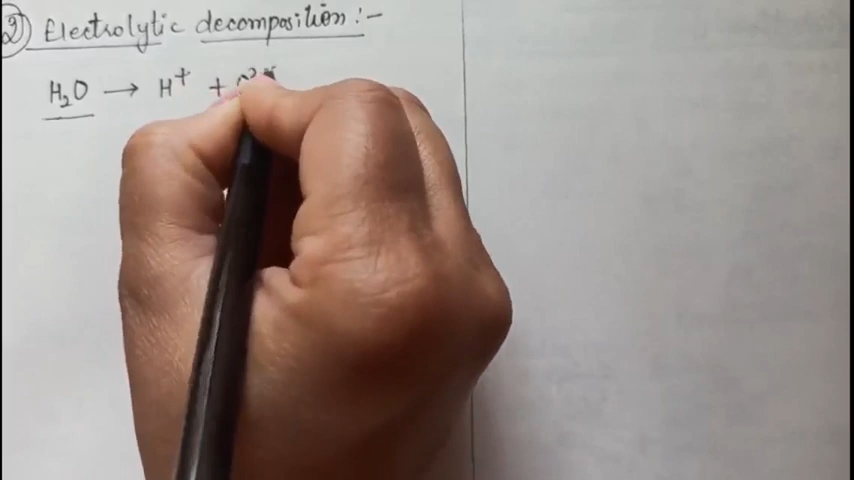 2) Electrolytic decomposition :-
H₂O → H⁺ +